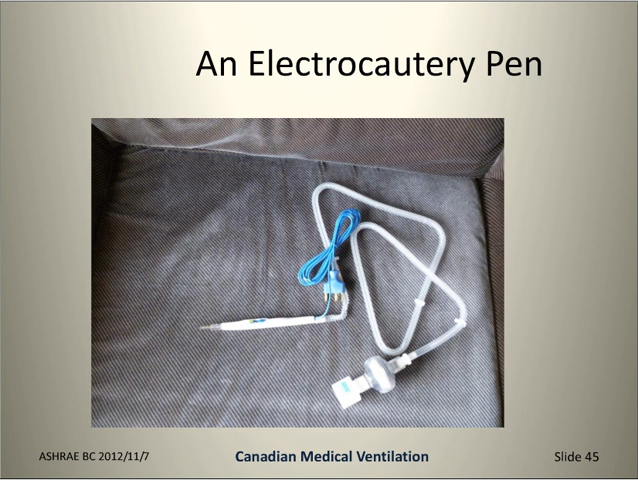 An Electrocautery Pen
ASHRAE BC 2012/11/7
Canadian Medical Ventilation
Slide 45